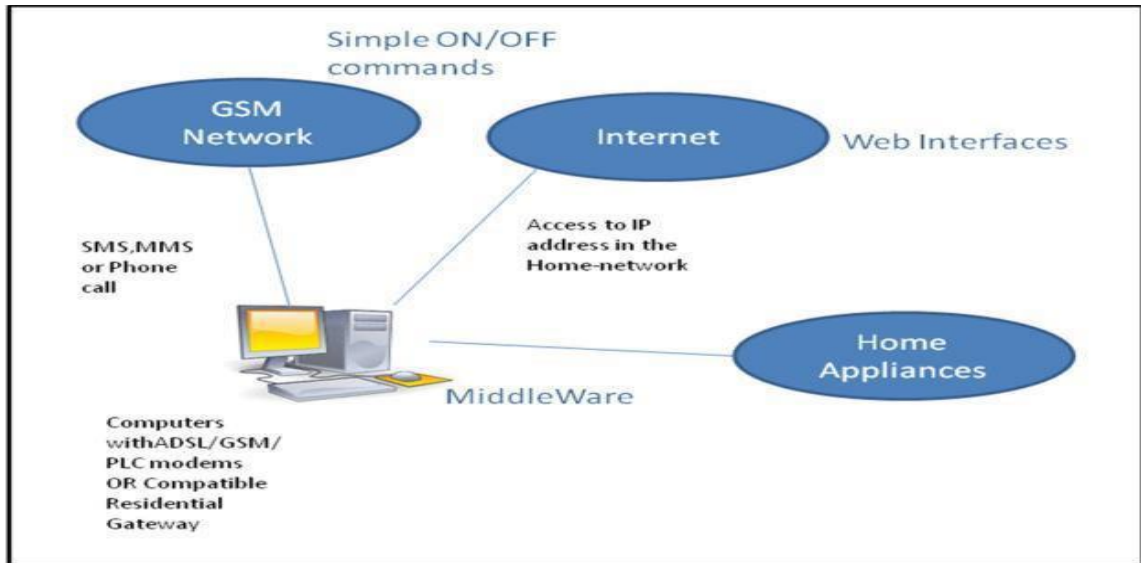 Simple ON/OFF
commands
GSM
Network
Internet
Web Interfaces
SMS,MMS
or Phone
call
Access to IP
address in the
Home-network
Home
Appliances
MiddleWare
Computers
withADSL/GSM/
PLC modems
OR Compatible
Residential
Gateway